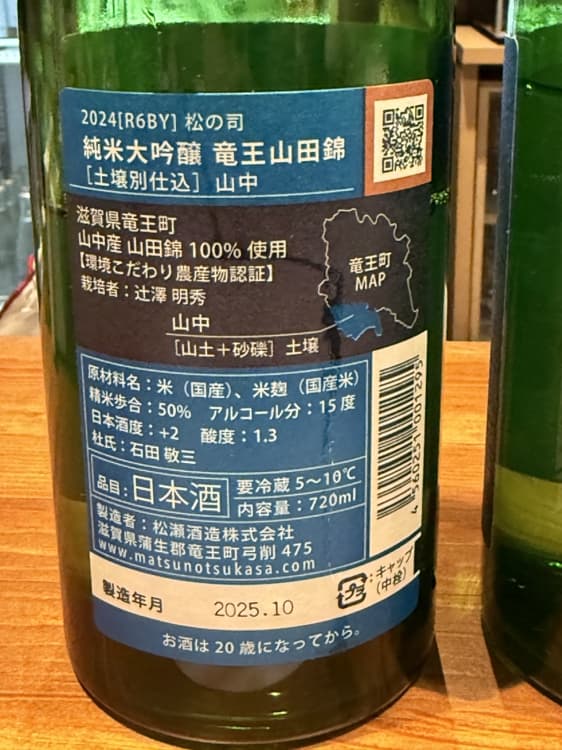 2024[R6BY] 松の司
純米大吟醸 竜王山田錦
[土壌別仕込] 山中
滋賀県竜王町
山中産 山田錦 100% 使用
【環境こだわり農産物認証】
栽培者：辻澤 明秀
竜王町
MAP
山中
[山土＋砂礫] 土壌
原材料名：米（国産）、米麹（国産米）
精米歩合：50% アルコール分：15度
日本酒度：+2 酸度：1.3
杜氏：石田 敬三
品目：日本酒
要冷蔵 5～10℃
内容量：720ml
製造者：松瀬酒造株式会社
滋賀県蒲生郡竜王町弓削 475
www.matsunotsukasa.com
4 560251 001295
製造年月 2025.10
プラ：キャップ
（中栓）
お酒は 20 歳になってから。